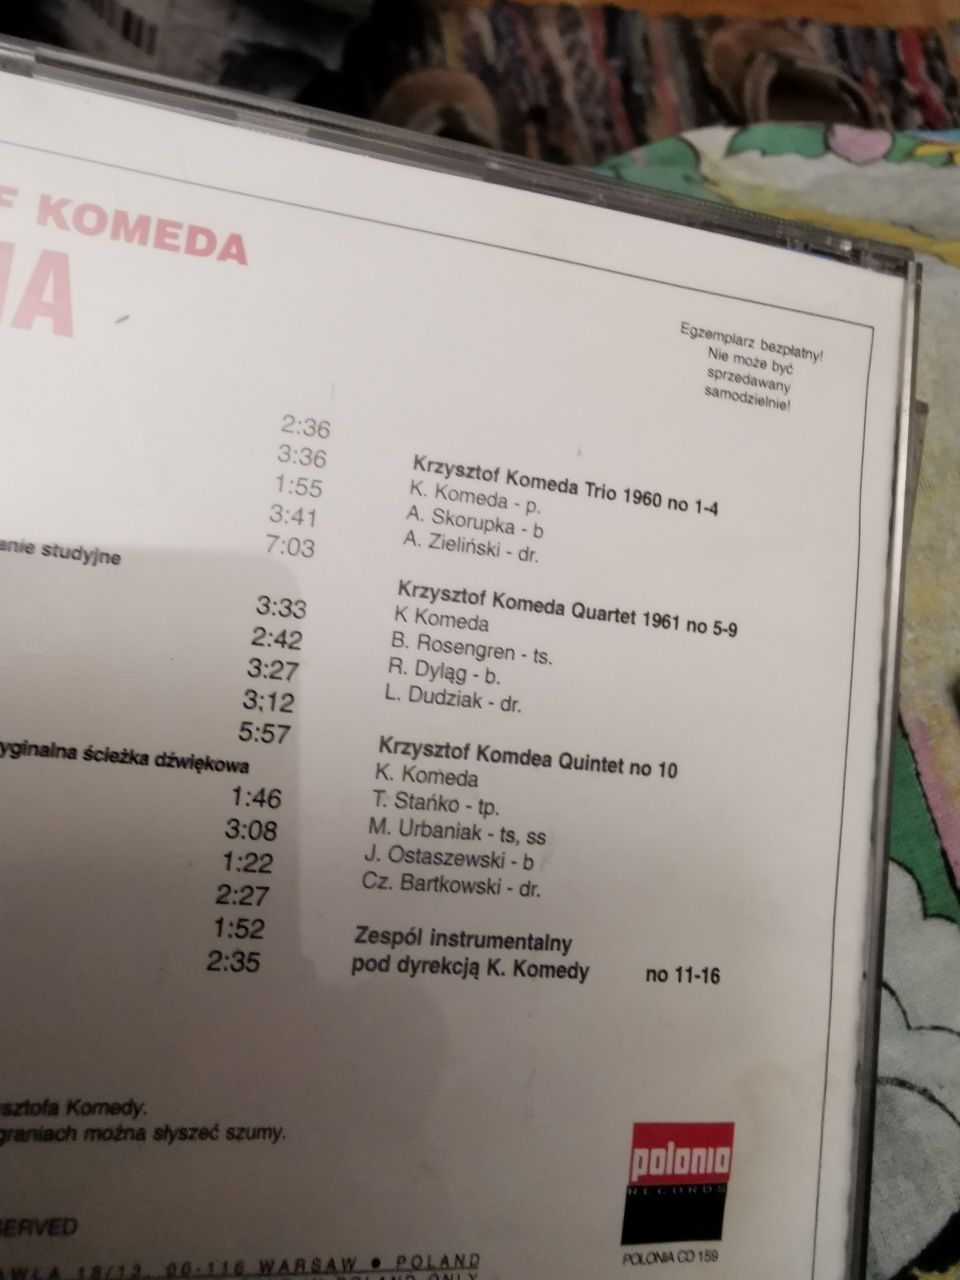 F KOMEDA
Egzemplarz bezpłatny!
Nie może być
sprzedawany
samodzielnie!
2:36
3:36
1:55
3:41
7:03
studyjne
3:33
2:42
3:27
3:12
5:57
ścieżka dźwiękowa
1:46
3:08
1:22
2:27
1:52
2:35
Krzysztof Komeda Trio 1960 no 1-4
K. Komeda - p.
A. Skorupka - b
A. Zieliński - dr.
Krzysztof Komeda Quartet 1961 no 5-9
K Komeda
B. Rosengren - ts.
R. Dyląg - b.
L. Dudziak - dr.
Krzysztof Komdea Quintet no 10
K. Komeda
T. Stańko - tp.
M. Urbaniak - ts, ss
J. Ostaszewski - b
Cz. Bartkowski - dr.
Zespól instrumentalny
pod dyrekcją K. Komedy no 11-16
Komedy.
można słyszeć szumy.
polonia
RECORDS
POLONIA CD 159
SERVED
18/13, 00-116 WARSAW ● POLAND